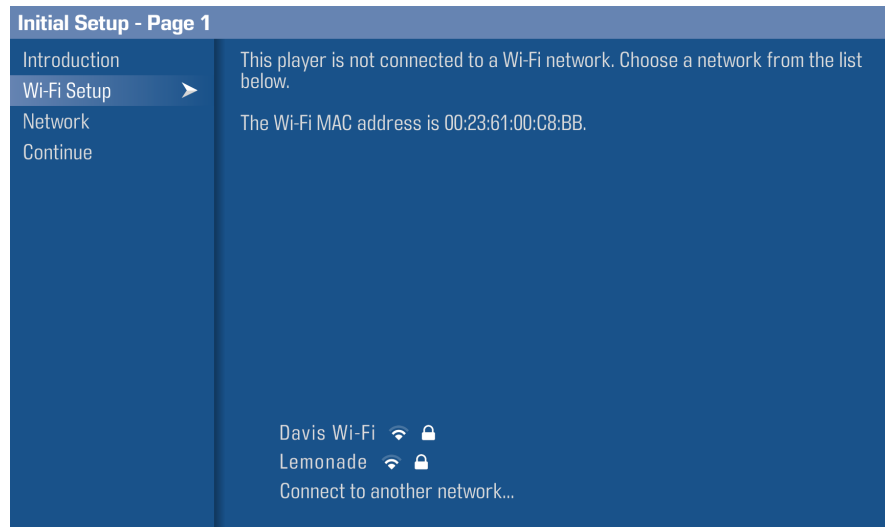 Initial Setup - Page 1
Introduction
Wi-Fi Setup
Network
Continue
This player is not connected to a Wi-Fi network. Choose a network from the list
below.
The Wi-Fi MAC address is 00:23:61:00:C8:BB.
Davis Wi-Fi
Lemonade
Connect to another network...